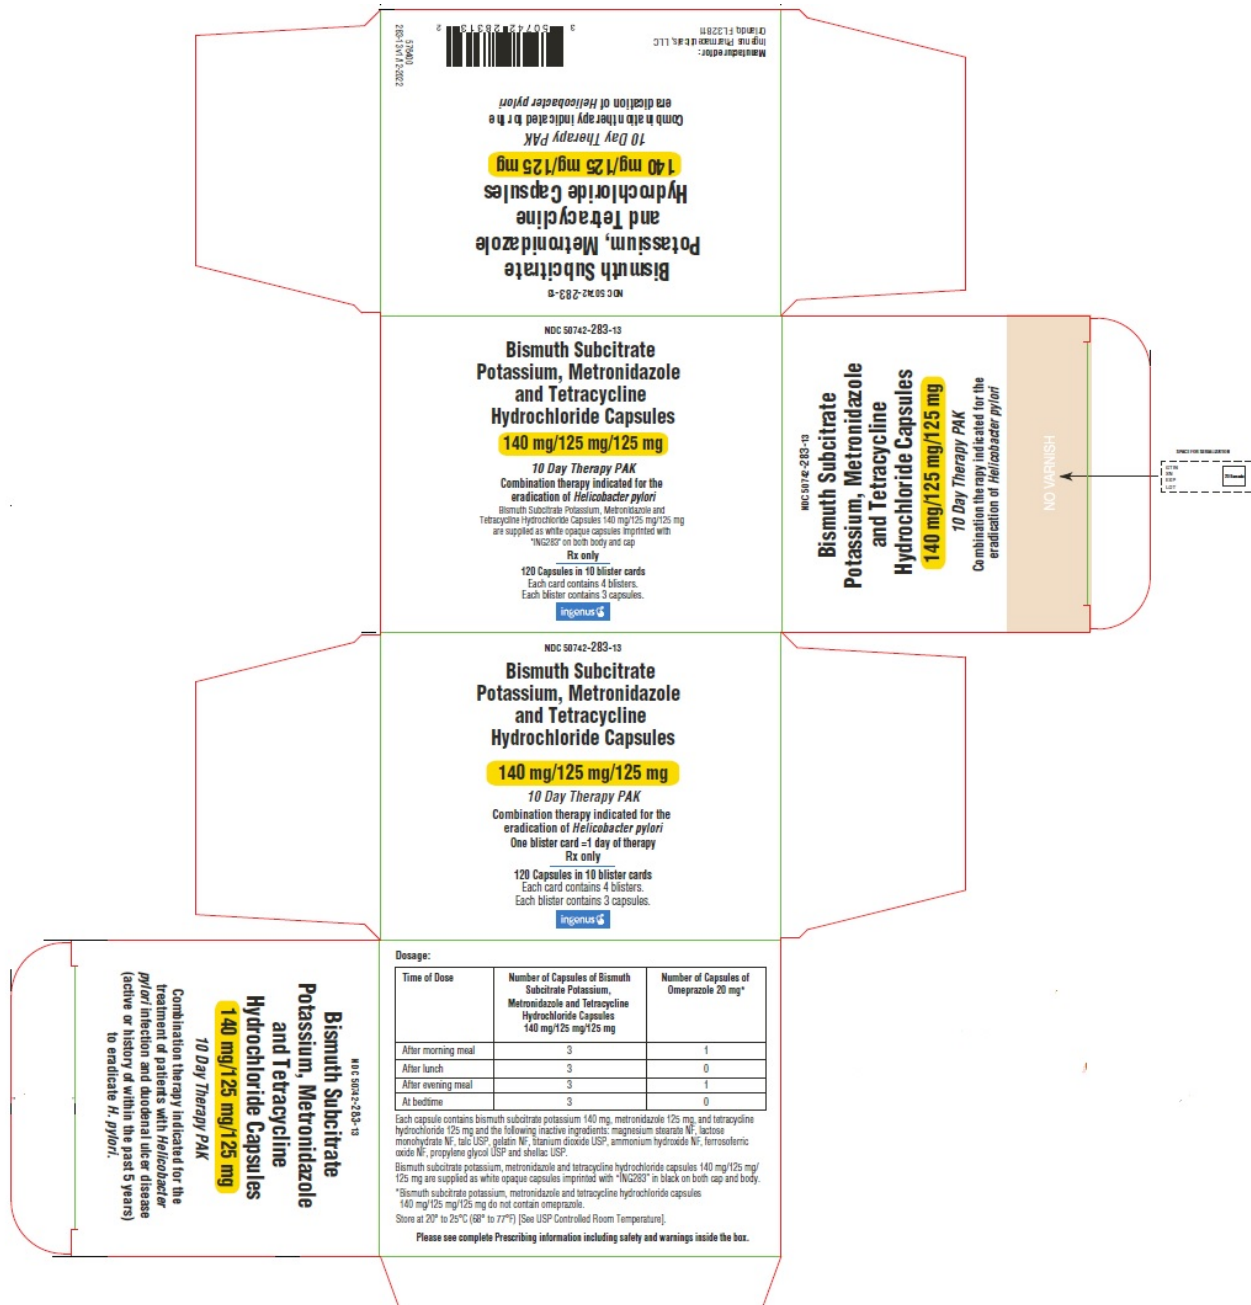 578400
283-13-v1 /12-2022
3 50742 28313 2
Manufactured for:
Ingenus Pharmaceuticals, LLC
Orlando, FL 32811
NDC 50742-283-13
Bismuth Subcitrate
Potassium, Metronidazole
and Tetracycline
Hydrochloride Capsules
140 mg/125 mg/125 mg
10 Day Therapy PAK
Combination therapy indicated for the
eradication of Helicobacter pylori
NDC 50742-283-13
Bismuth Subcitrate
Potassium, Metronidazole
and Tetracycline
Hydrochloride Capsules
140 mg/125 mg/125 mg
10 Day Therapy PAK
Combination therapy indicated for the
eradication of Helicobacter pylori
Bismuth Subcitrate Potassium, Metronidazole and
Tetracycline Hydrochloride Capsules 140 mg/125 mg/125 mg
are supplied as white opaque capsules imprinted with
"ING283" on both body and cap
Rx only
120 Capsules in 10 blister cards
Each card contains 4 blisters.
Each blister contains 3 capsules.
ingenus
NDC 50742-283-13
Bismuth Subcitrate
Potassium, Metronidazole
and Tetracycline
Hydrochloride Capsules
140 mg/125 mg/125 mg
10 Day Therapy PAK
Combination therapy indicated for the
eradication of Helicobacter pylori
NO VARNISH
SPACE FOR SERIALIZATION
GTIN
SN
EXP
LOT
NDC 50742-283-13
Bismuth Subcitrate
Potassium, Metronidazole
and Tetracycline
Hydrochloride Capsules
140 mg/125 mg/125 mg
10 Day Therapy PAK
Combination therapy indicated for the
eradication of Helicobacter pylori
One blister card =1 day of therapy
Rx only
120 Capsules in 10 blister cards
Each card contains 4 blisters.
Each blister contains 3 capsules.
ingenus
NDC 50742-283-13
Bismuth Subcitrate
Potassium, Metronidazole
and Tetracycline
Hydrochloride Capsules
140 mg/125 mg/125 mg
10 Day Therapy PAK
Combination therapy indicated for the
treatment of patients with Helicobacter
pylori infection and duodenal ulcer disease
(active or history of within the past 5 years)
to eradicate H. pylori.
Dosage:
Time of Dose
Number of Capsules of Bismuth
Subcitrate Potassium,
Metronidazole and Tetracycline
Hydrochloride Capsules
140 mg/125 mg/125 mg
Number of Capsules of
Omeprazole 20 mg*
After morning meal 3 1
After lunch 3 0
After evening meal 3 1
At bedtime 3 0
Each capsule contains bismuth subcitrate potassium 140 mg, metronidazole 125 mg, and tetracycline
hydrochloride 125 mg and the following inactive ingredients: magnesium stearate NF, lactose
monohydrate NF, talc USP, gelatin NF, titanium dioxide USP, ammonium hydroxide NF, ferrosoferric
oxide NF, propylene glycol USP and shellac USP.
Bismuth subcitrate potassium, metronidazole and tetracycline hydrochloride capsules 140 mg/125 mg/
125 mg are supplied as white opaque capsules imprinted with "ING283" in black on both cap and body.
*Bismuth subcitrate potassium, metronidazole and tetracycline hydrochloride capsules
140 mg/125 mg/125 mg do not contain omeprazole.
Store at 20° to 25°C (68° to 77°F) [See USP Controlled Room Temperature].
Please see complete Prescribing information including safety and warnings inside the box.